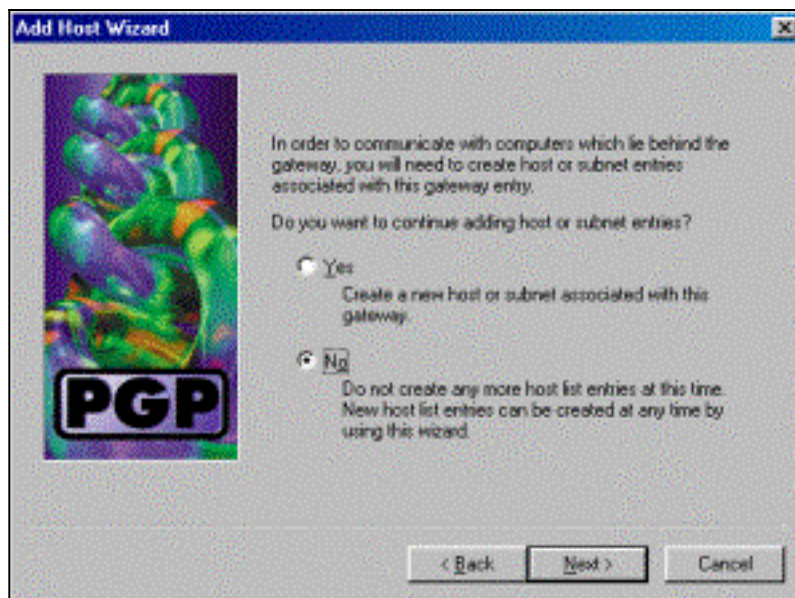 Add Host Wizard
In order to communicate with computers which lie behind the
gateway, you will need to create host or subnet entries
associated with this gateway entry.
Do you want to continue adding host or subnet entries?
Yes
Create a new host or subnet associated with this
gateway.
No
Do not create any more host list entries at this time.
New host list entries can be created at any time by
using this wizard.
PGP
< Back
Next >
Cancel